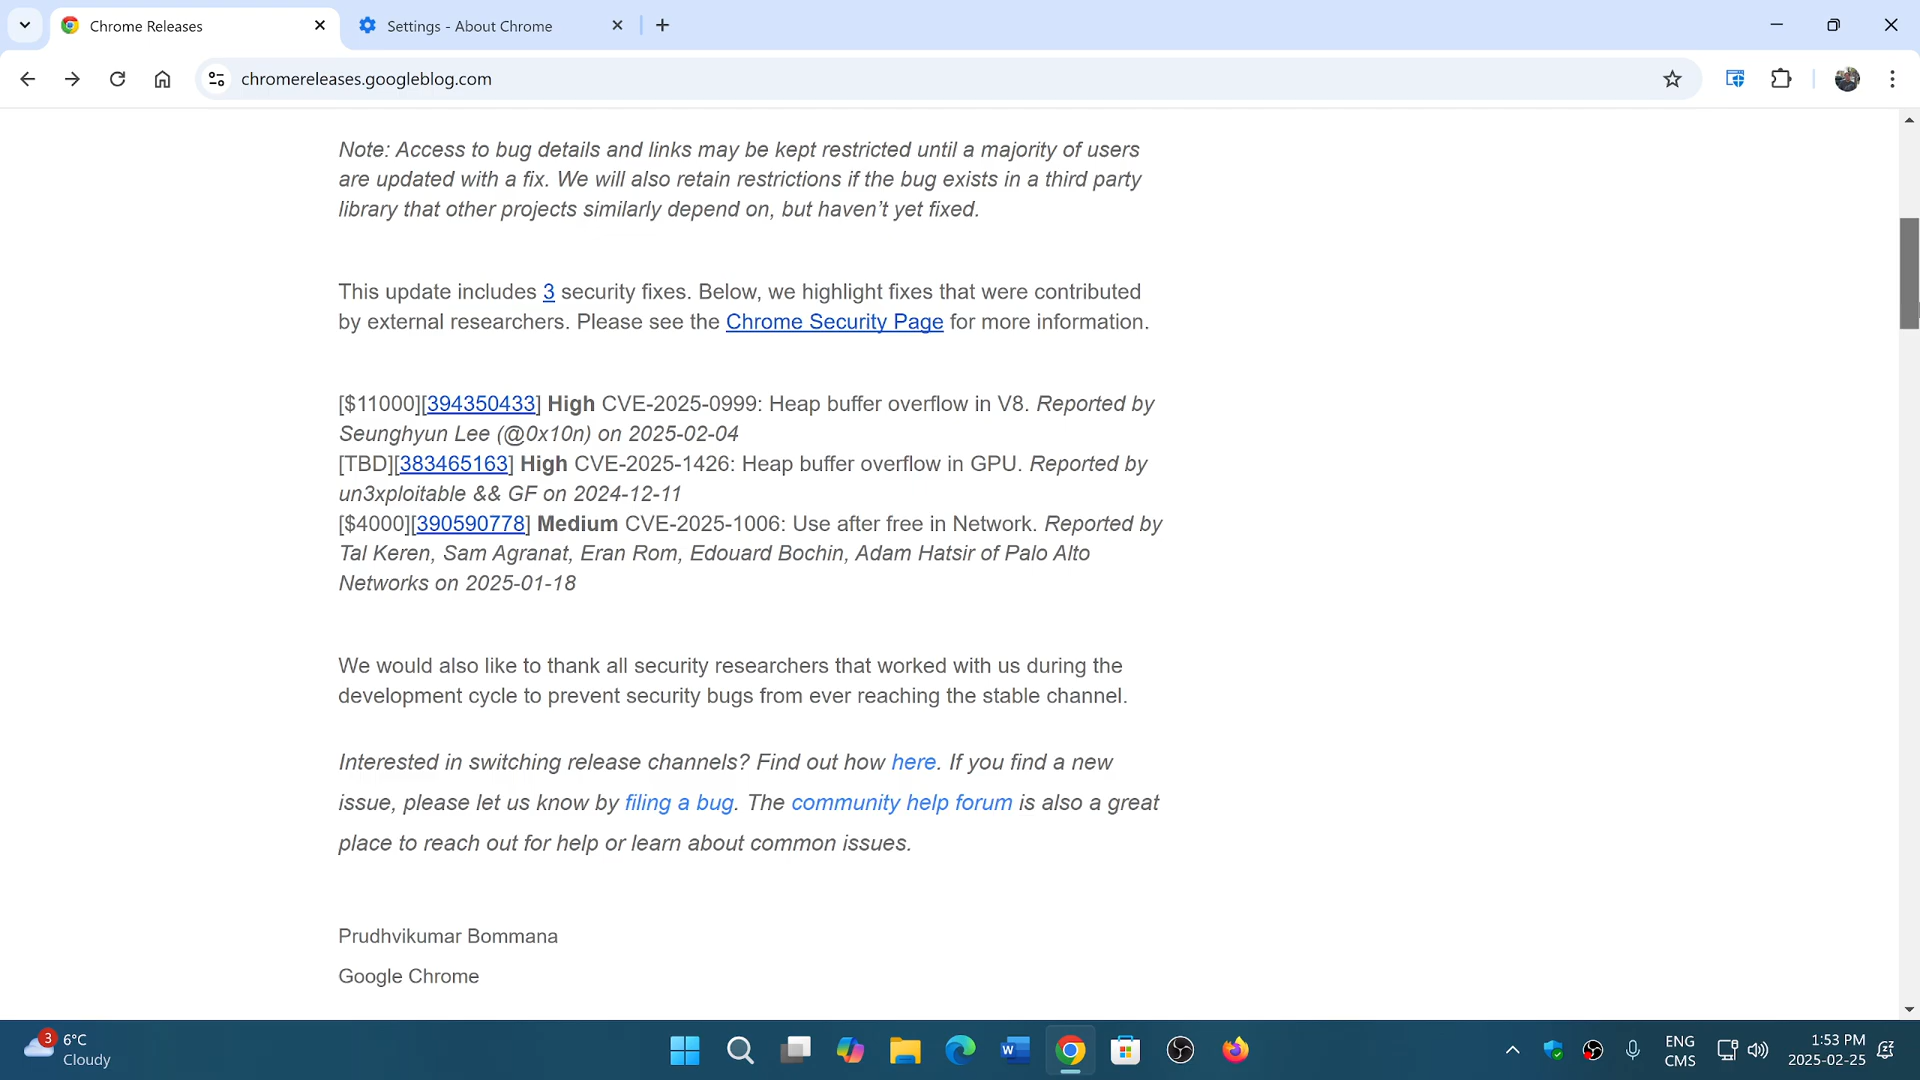 Chrome Releases
Settings - About Chrome
chromereleases.googleblog.com
Note: Access to bug details and links may be kept restricted until a majority of users
are updated with a fix. We will also retain restrictions if the bug exists in a third party
library that other projects similarly depend on, but haven’t yet fixed.
This update includes 3 security fixes. Below, we highlight fixes that were contributed
by external researchers. Please see the Chrome Security Page for more information.
[$11000][394350433] High CVE-2025-0999: Heap buffer overflow in V8. Reported by
Seunghyun Lee (@0x10n) on 2025-02-04
[TBD][383465163] High CVE-2025-1426: Heap buffer overflow in GPU. Reported by
un3xploitable && GF on 2024-12-11
[$4000][390590778] Medium CVE-2025-1006: Use after free in Network. Reported by
Tal Keren, Sam Agranat, Eran Rom, Edouard Bochin, Adam Hatsir of Palo Alto
Networks on 2025-01-18
We would also like to thank all security researchers that worked with us during the
development cycle to prevent security bugs from ever reaching the stable channel.
Interested in switching release channels? Find out how here. If you find a new
issue, please let us know by filing a bug. The community help forum is also a great
place to reach out for help or learn about common issues.
Prudhvikumar Bommana
Google Chrome
3
6°C
Cloudy
W
ENG
CMS
1:53 PM
2025-02-25